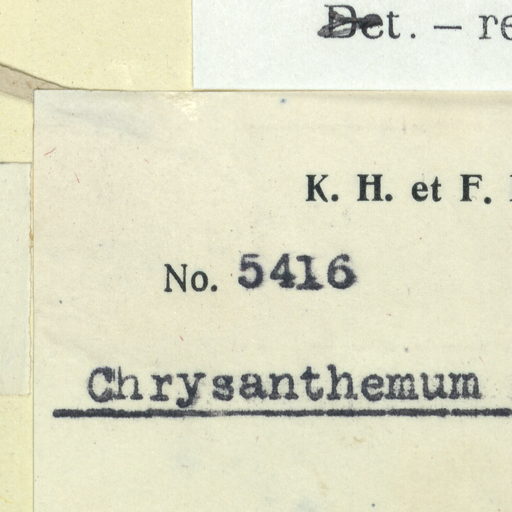 Det. – re
K. H. et F.
No. 5416
Chrysanthemum